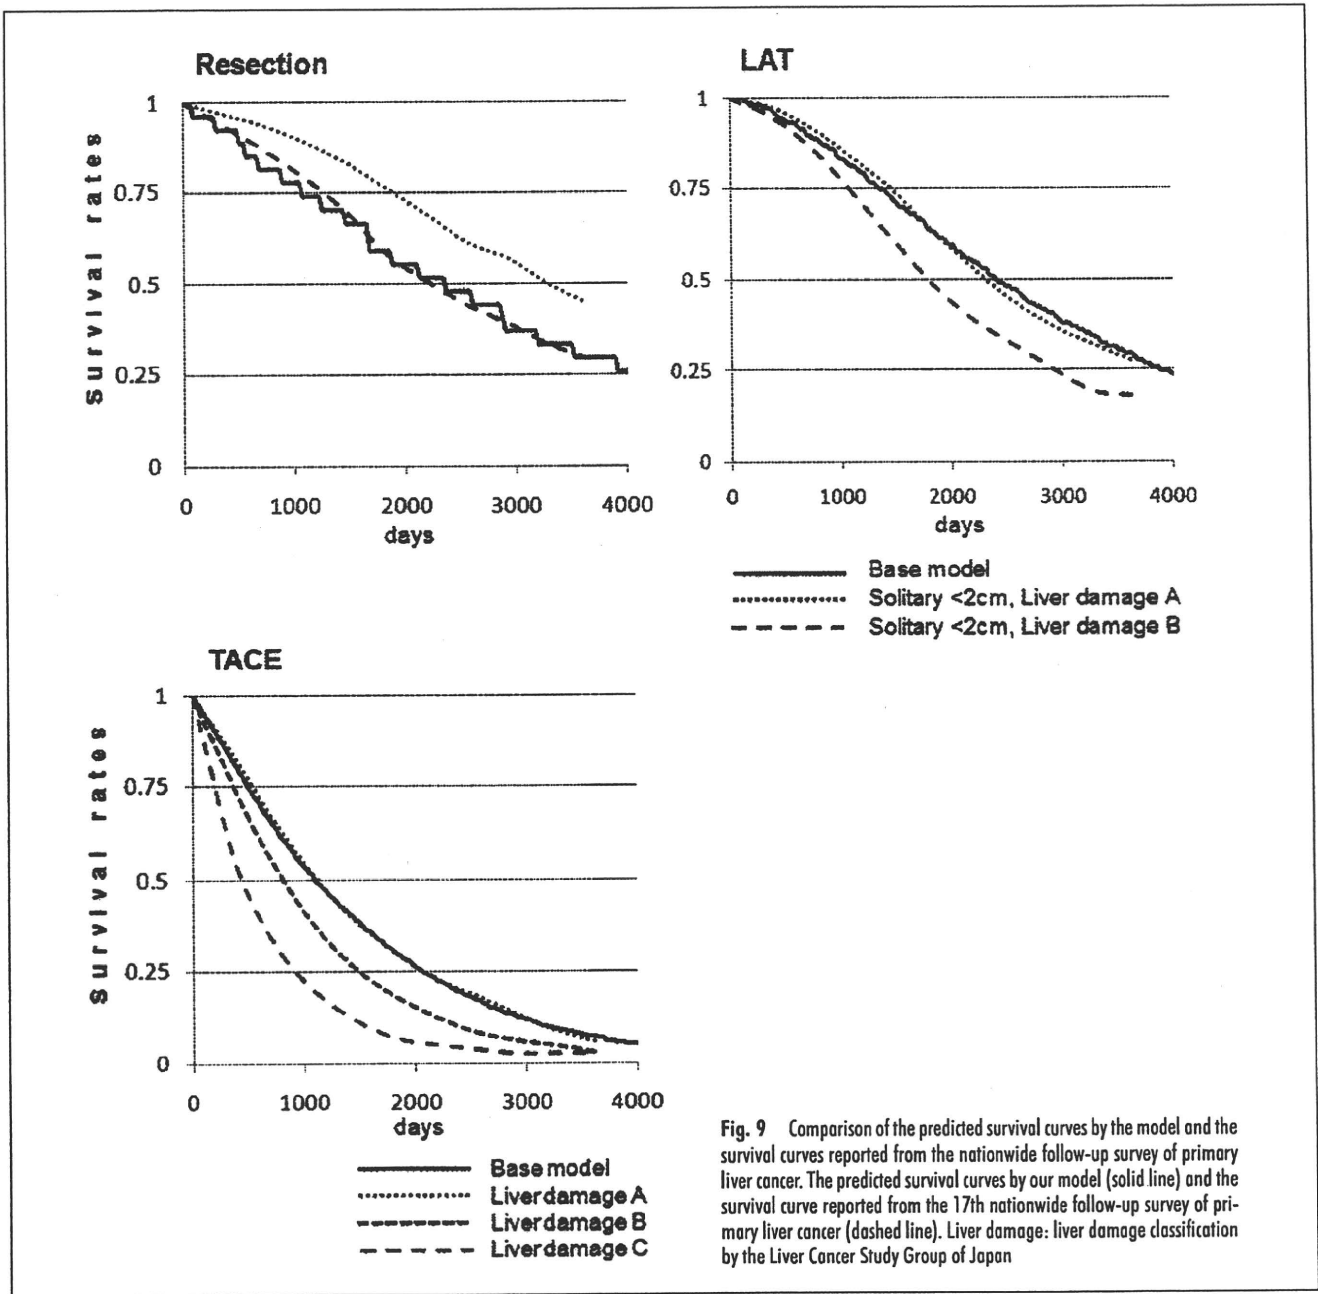 Resection
Survival rates
1
0.75
0.5
0.25
0
0 1000 2000 3000 4000
days
LAT
1
0.75
0.5
0.25
0
0 1000 2000 3000 4000
days
Base model
Solitary <2cm, Liver damage A
Solitary <2cm, Liver damage B
TACE
Survival rates
1
0.75
0.5
0.25
0
0 1000 2000 3000 4000
days
Base model
Liver damage A
Liver damage B
Liver damage C
Fig. 9 Comparison of the predicted survival curves by the model and the
survival curves reported from the nationwide follow-up survey of primary
liver cancer. The predicted survival curves by our model (solid line) and the
survival curve reported from the 17th nationwide follow-up survey of pri-
mary liver cancer (dashed line). Liver damage: liver damage classification
by the Liver Cancer Study Group of Japan